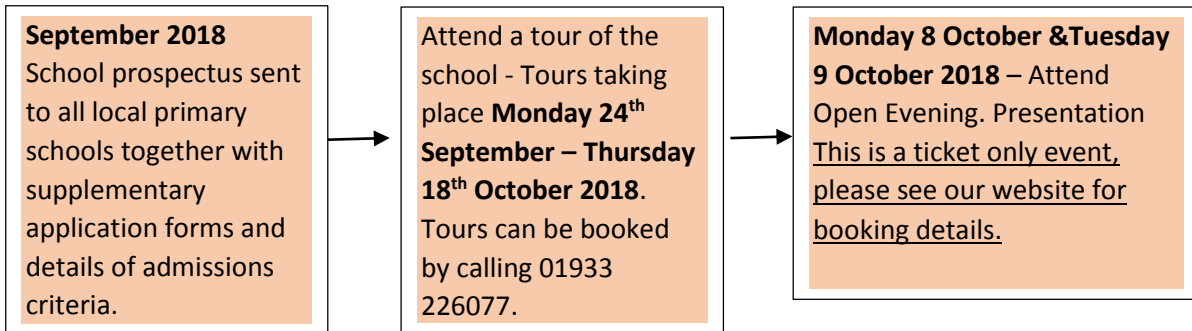 September 2018
School prospectus sent
to all local primary
schools together with
supplementary
application forms and
details of admissions
criteria.
Attend a tour of the
school - Tours taking
place Monday 24th
September – Thursday
18th October 2018.
Tours can be booked
by calling 01933
226077.
Monday 8 October &Tuesday
9 October 2018 – Attend
Open Evening. Presentation
This is a ticket only event,
please see our website for
booking details.